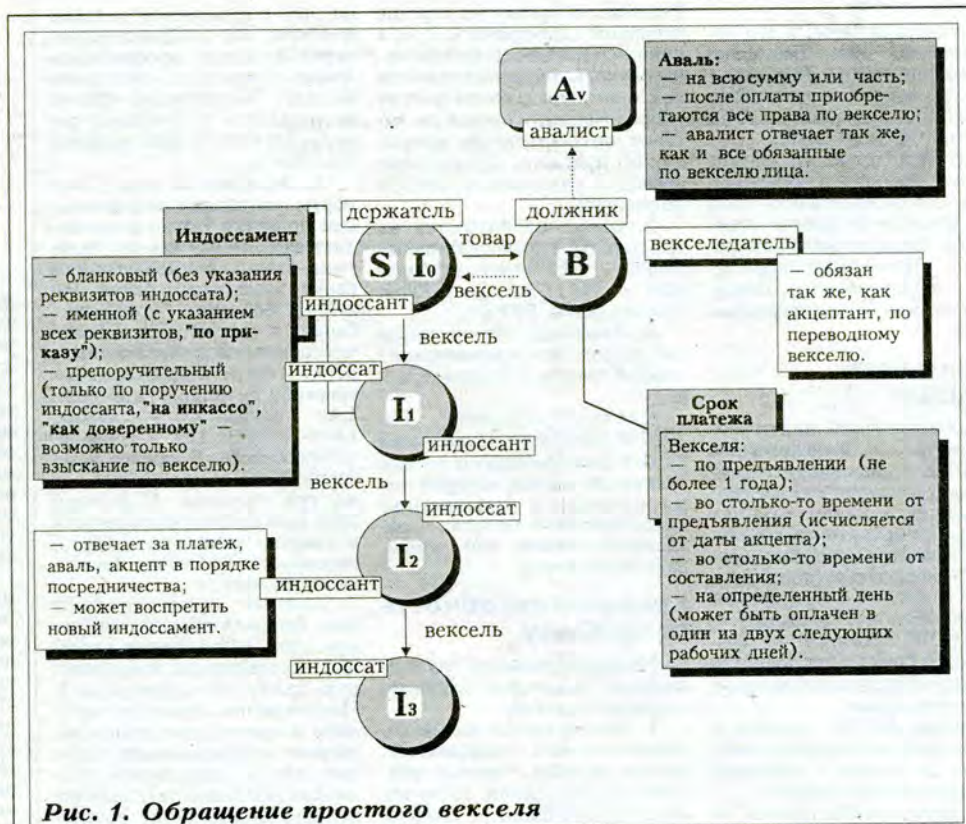 Aᵥ
авалист
Аваль:
— на всю сумму или часть;
— после оплаты приобре-
таются все права по векселю;
— авалист отвечает так же,
как и все обязанные
по векселю лица.
держатель
S I₀
индоссант
товар
вексель
должник
B
векселедатель
— обязан
так же, как
акцептант, по
переводному
векселю.
Индоссамент
— бланковый (без указания
реквизитов индоссата);
— именной (с указанием
всех реквизитов, "по при-
казу");
— препоручительный
(только по поручению
индоссанта, "на инкассо",
"как доверенному" —
возможно только
взыскание по векселю).
вексель
индоссат
I₁
индоссант
Срок
платежа
Векселя:
— по предъявлении (не
более 1 года);
— во столько-то времени от
предъявления (исчисляется
от даты акцепта);
— во столько-то времени от
составления;
— на определенный день
(может быть оплачен в
один из двух следующих
рабочих дней).
вексель
индоссат
I₂
индоссант
— отвечает за платеж,
аваль, акцепт в порядке
посредничества;
— может воспретить
новый индоссамент.
вексель
индоссат
I₃
Рис. 1. Обращение простого векселя